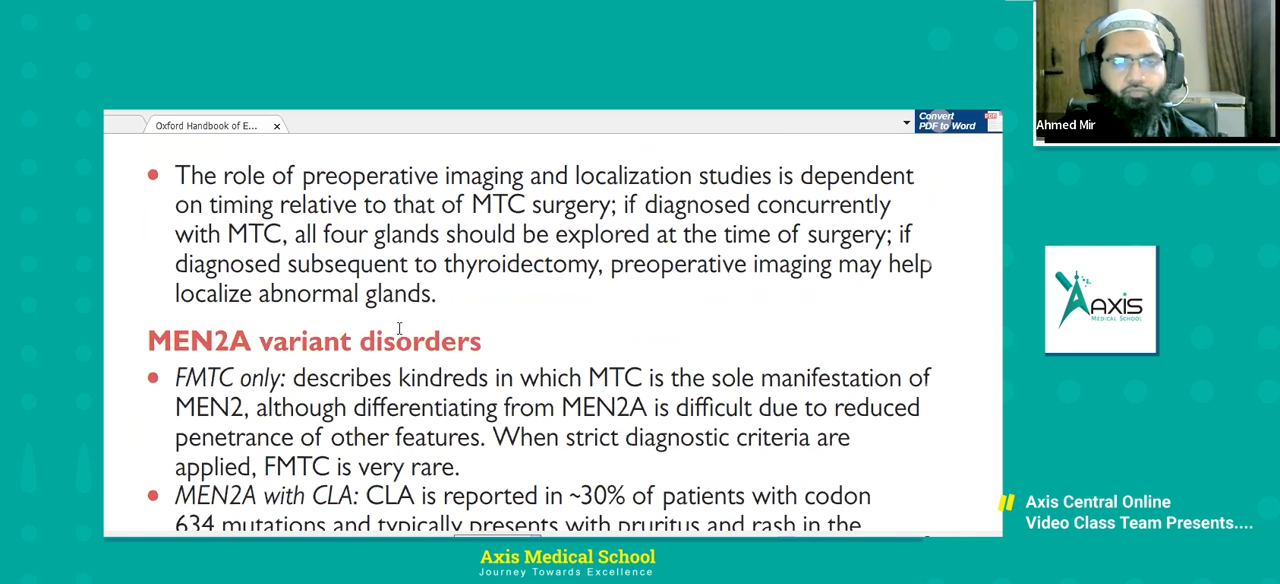 Oxford Handbook of E...
Convert
PDF to Word
PDF
Ahmed Mir
• The role of preoperative imaging and localization studies is dependent
on timing relative to that of MTC surgery; if diagnosed concurrently
with MTC, all four glands should be explored at the time of surgery; if
diagnosed subsequent to thyroidectomy, preoperative imaging may help
localize abnormal glands.
MEN2A variant disorders
• FMTC only: describes kindreds in which MTC is the sole manifestation of
MEN2, although differentiating from MEN2A is difficult due to reduced
penetrance of other features. When strict diagnostic criteria are
applied, FMTC is very rare.
• MEN2A with CLA: CLA is reported in ~30% of patients with codon
634 mutations and typically presents with pruritus and rash in the
AXIS
MEDICAL SCHOOL
Axis Central Online
Video Class Team Presents....
Axis Medical School
Journey Towards Excellence